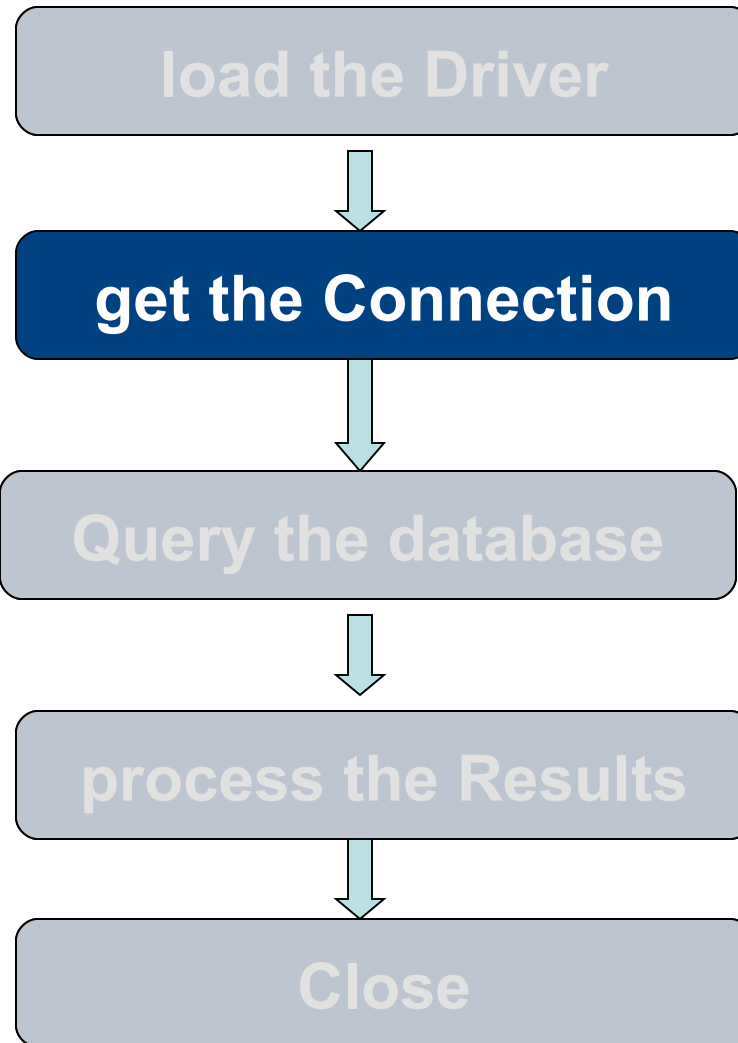 load the Driver
get the Connection
Query the database
process the Results
Close